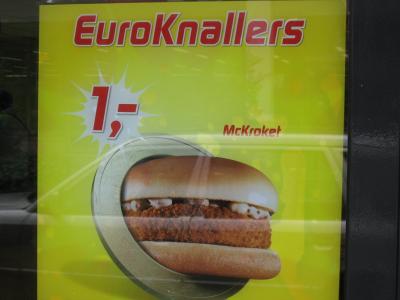 EuroKnallers
1,-
McKroket